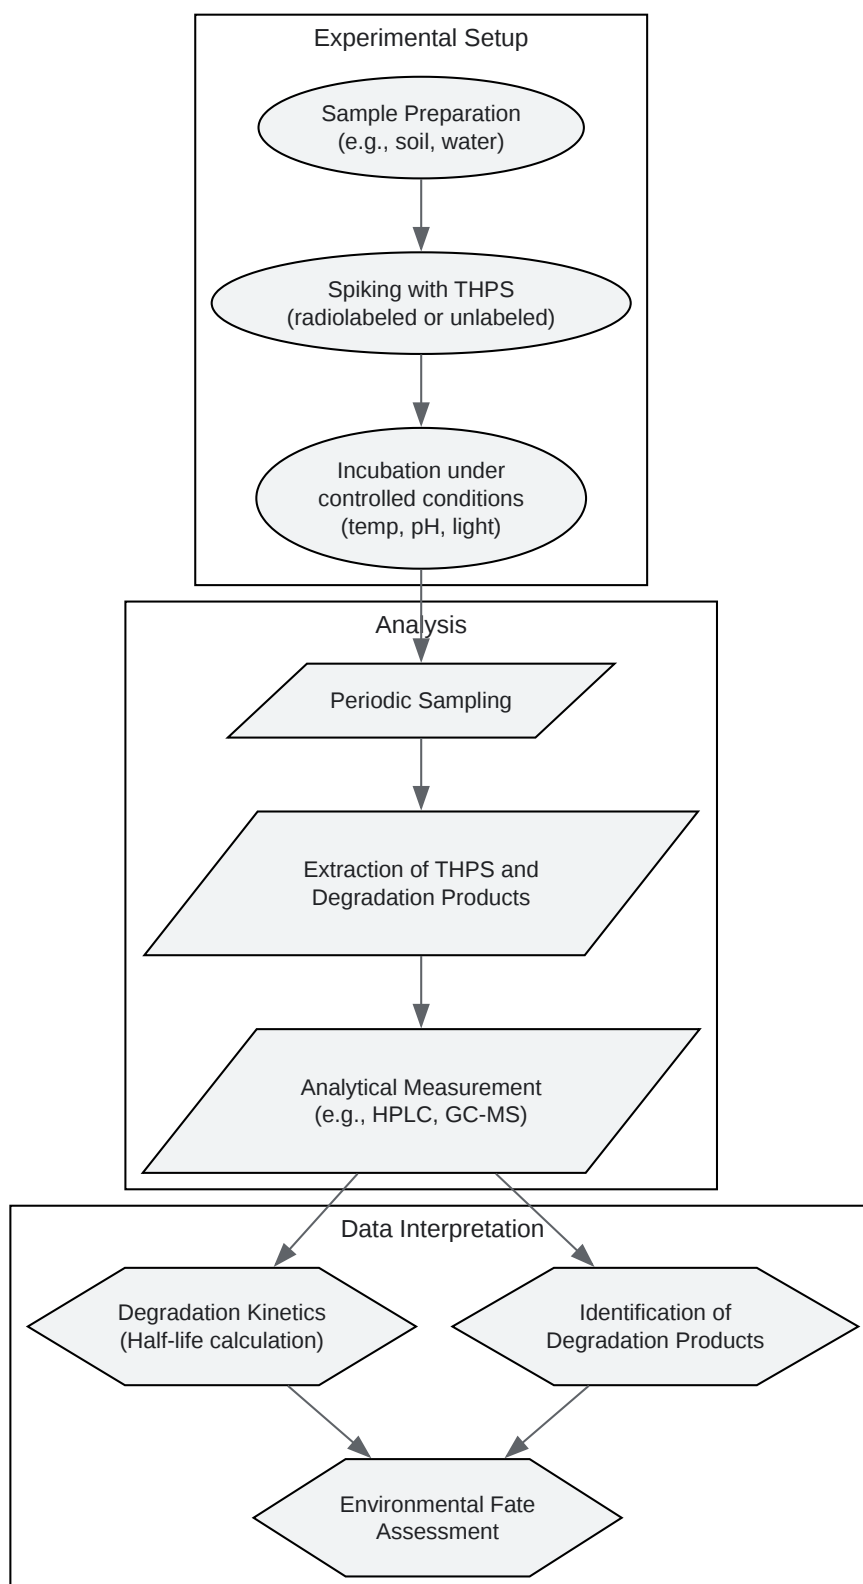 Experimental Setup
Sample Preparation
(e.g., soil, water)
Spiking with THPS
(radiolabeled or unlabeled)
Incubation under
controlled conditions
(temp, pH, light)
Analysis
Periodic Sampling
Extraction of THPS and
Degradation Products
Analytical Measurement
(e.g., HPLC, GC-MS)
Data Interpretation
Degradation Kinetics
(Half-life calculation)
Identification of
Degradation Products
Environmental Fate
Assessment